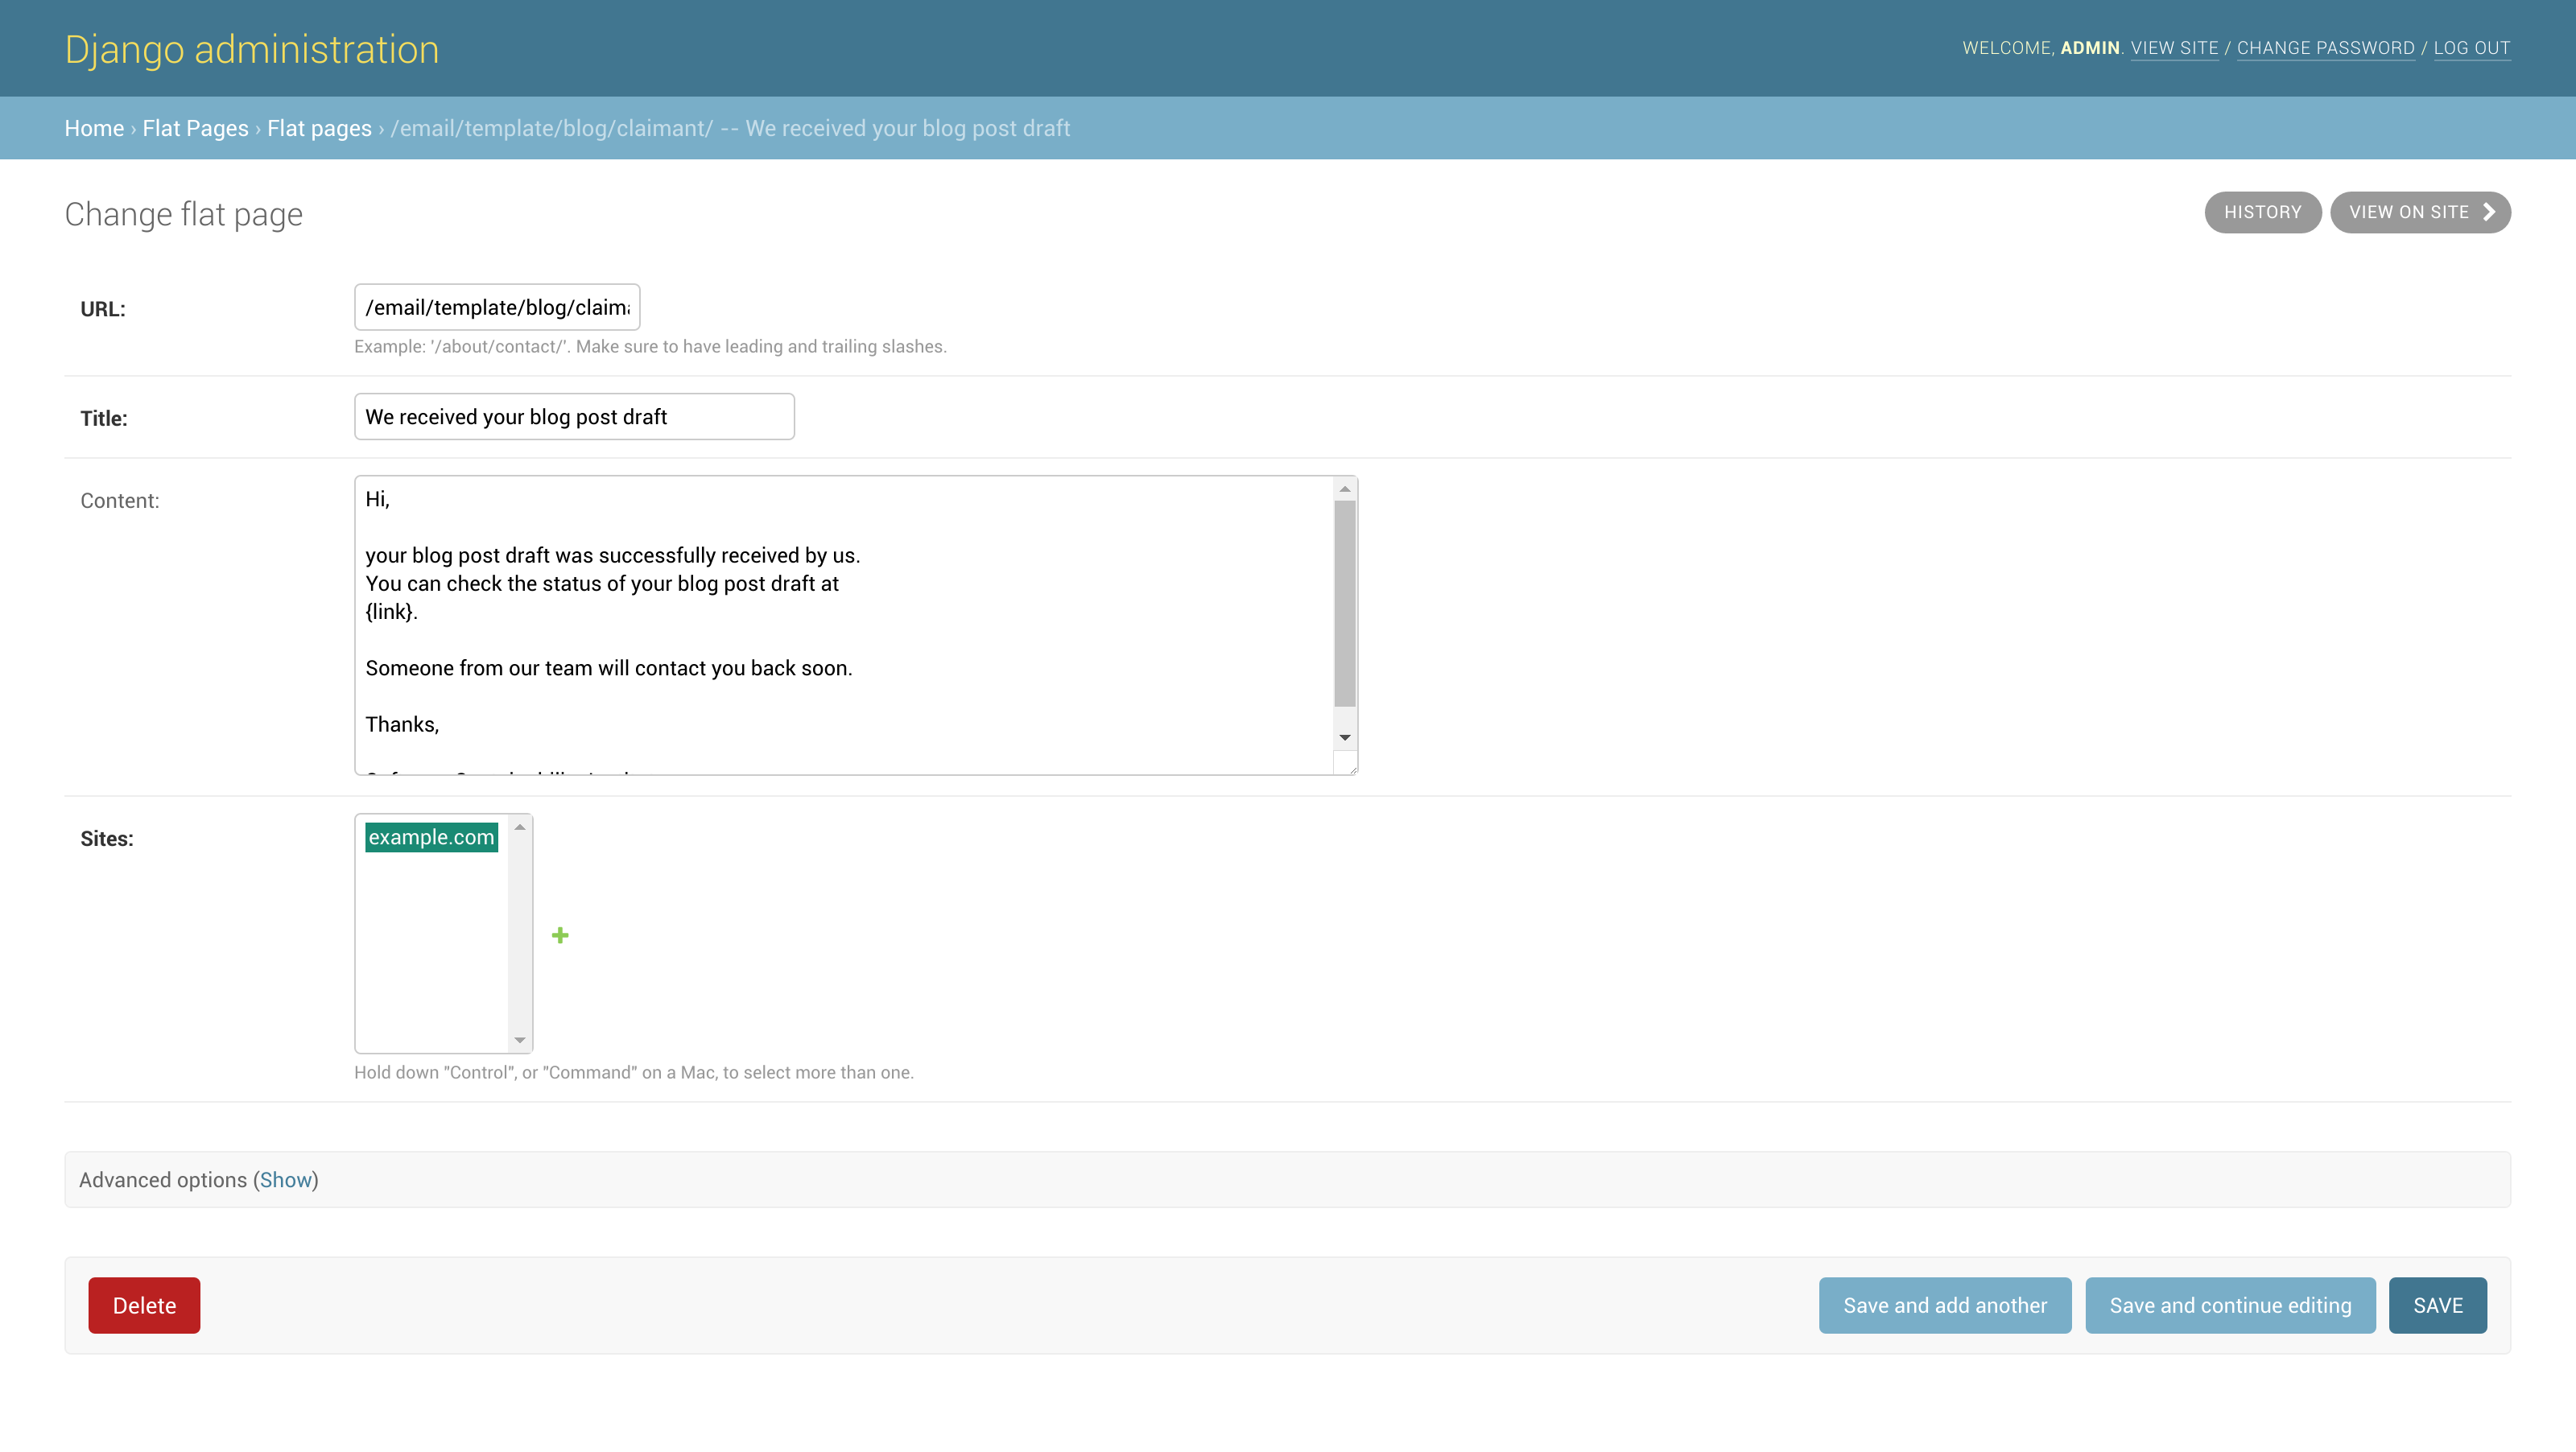 Django administration
WELCOME, ADMIN. VIEW SITE / CHANGE PASSWORD / LOG OUT
Home › Flat Pages › Flat pages › /email/template/blog/claimant/ -- We received your blog post draft
Change flat page
HISTORY
VIEW ON SITE
URL:
/email/template/blog/claim
Example: '/about/contact/'. Make sure to have leading and trailing slashes.
Title:
We received your blog post draft
Content:
Hi,
your blog post draft was successfully received by us.
You can check the status of your blog post draft at
{link}.
Someone from our team will contact you back soon.
Thanks,
Sites:
example.com
Hold down "Control", or "Command" on a Mac, to select more than one.
Advanced options (Show)
Delete
Save and add another
Save and continue editing
SAVE